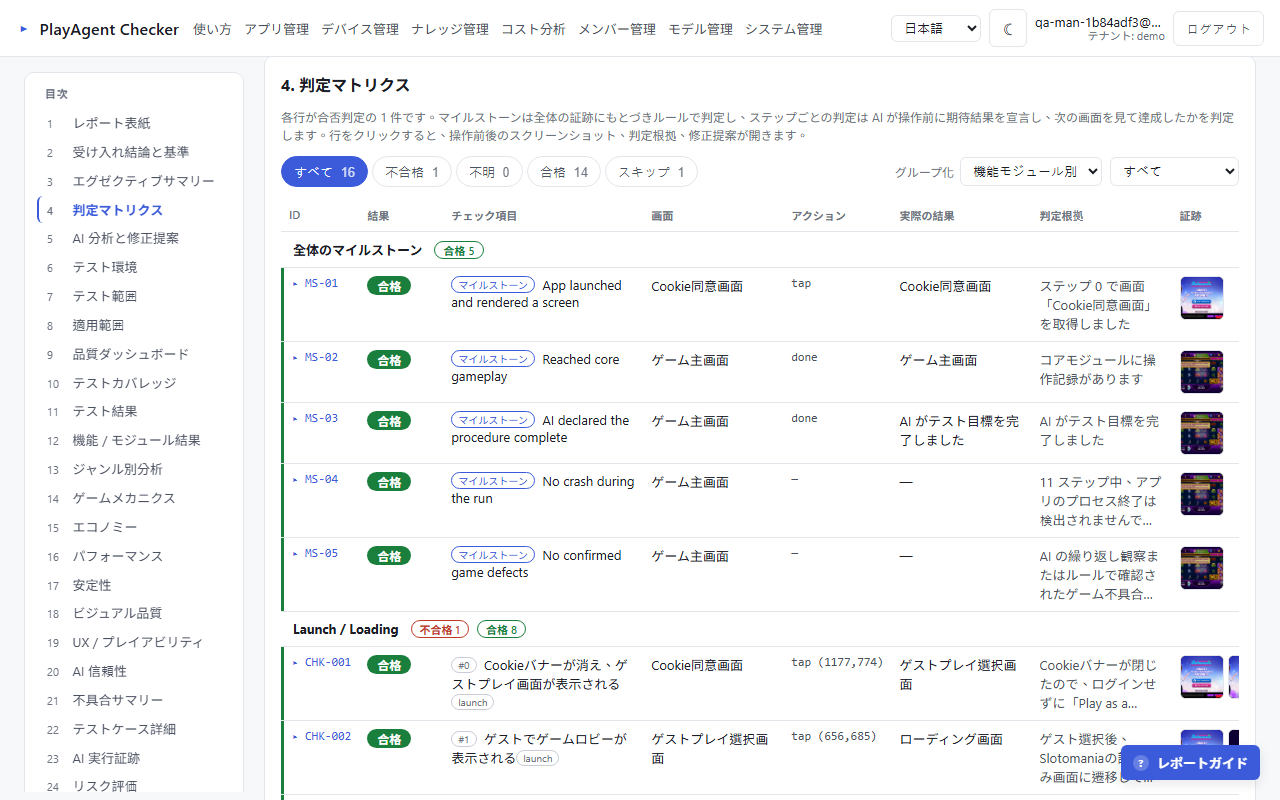 PlayAgent Checker 使い方 アプリ管理 デバイス管理 ナレッジ管理 コスト分析 メンバー管理 モデル管理 システム管理 日本語 ☾ qa-man-1b84adf3@... ログアウト
テナント: demo
目次
1 レポート表紙
2 受け入れ結論と基準
3 エグゼクティブサマリー
4 判定マトリクス
5 AI 分析と修正提案
6 テスト環境
7 テスト範囲
8 適用範囲
9 品質ダッシュボード
10 テストカバレッジ
11 テスト結果
12 機能 / モジュール結果
13 ジャンル別分析
14 ゲームメカニクス
15 エコノミー
16 パフォーマンス
17 安定性
18 ビジュアル品質
19 UX / プレイアビリティ
20 AI 信頼性
21 不具合サマリー
22 テストケース詳細
23 AI 実行証跡
24 リスク評価
4. 判定マトリクス
各行が合否判定の 1 件です。マイルストーンは全体の証跡にもとづきルールで判定し、ステップごとの判定は AI が操作前に期待結果を宣言し、次の画面を見て達成したかを判定
します。行をクリックすると、操作前後のスクリーンショット、判定根拠、修正提案が開きます。
すべて 16 不合格 1 不明 0 合格 14 スキップ 1 グループ化 機能モジュール別 すべて
ID 結果 チェック項目 画面 アクション 実際の結果 判定根拠 証跡
全体のマイルストーン 合格 5
MS-01 合格 マイルストーン App launched Cookie同意画面 tap Cookie同意画面 ステップ 0 で画面
and rendered a screen 「Cookie同意画面」
を取得しました
MS-02 合格 マイルストーン Reached core ゲーム主画面 done ゲーム主画面 コアモジュールに操
gameplay 作記録があります
MS-03 合格 マイルストーン AI declared the ゲーム主画面 done AI がテスト目標を完 AI がテスト目標を完
procedure complete 了しました 了しました
MS-04 合格 マイルストーン No crash during ゲーム主画面 — — 11 ステップ中、アプ
the run リのプロセス終了は
検出されませんで...
MS-05 合格 マイルストーン No confirmed ゲーム主画面 — — AI の繰り返し観察ま
game defects たはルールで確認さ
れたゲーム不具合...
Launch / Loading 不合格 1 合格 8
CHK-001 合格 #0 Cookieバナーが消え、ゲ Cookie同意画面 tap (1177,774) ゲストプレイ選択画 Cookieバナーが閉じ
ストプレイ画面が表示される 面 たので、ログインせ
launch ずに「Play as a...
CHK-002 合格 #1 ゲストでゲームロビーが ゲストプレイ選択画 tap (656,685) ローディング画面 ゲスト選択後、
表示される launch 面 Slotomaniaの
み画面に遷移し
? レポートガイド